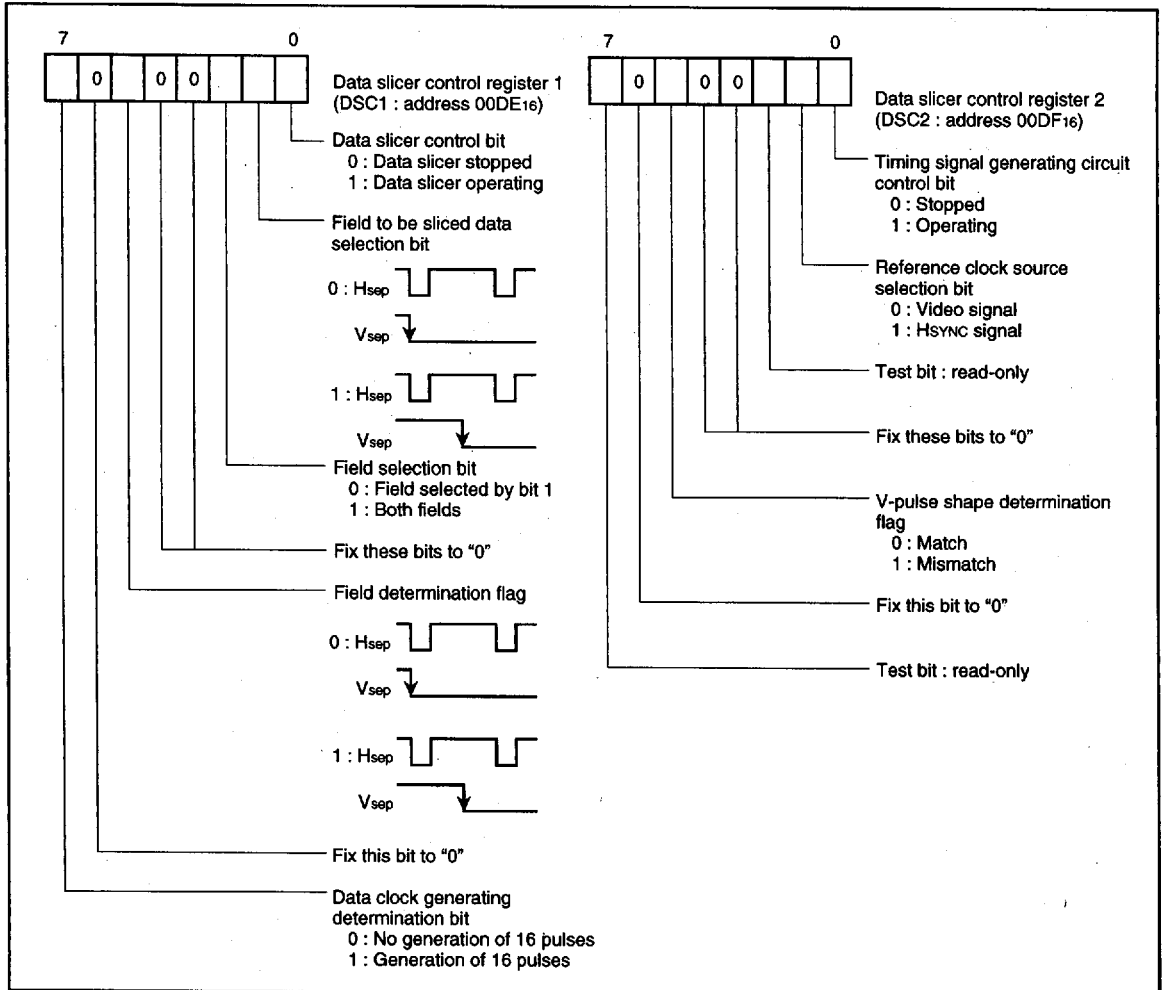 7 0
0 0 0
Data slicer control register 1
(DSC1 : address 00DE16)
Data slicer control bit
0 : Data slicer stopped
1 : Data slicer operating
Field to be sliced data
selection bit
0 : Hsep
Vsep
1 : Hsep
Vsep
Field selection bit
0 : Field selected by bit 1
1 : Both fields
Fix these bits to “0”
Field determination flag
0 : Hsep
Vsep
1 : Hsep
Vsep
Fix this bit to “0”
Data clock generating
determination bit
0 : No generation of 16 pulses
1 : Generation of 16 pulses
7 0
0 0 0
Data slicer control register 2
(DSC2 : address 00DF16)
Timing signal generating circuit
control bit
0 : Stopped
1 : Operating
Reference clock source
selection bit
0 : Video signal
1 : HSYNC signal
Test bit : read-only
Fix these bits to “0”
V-pulse shape determination
flag
0 : Match
1 : Mismatch
Fix this bit to “0”
Test bit : read-only